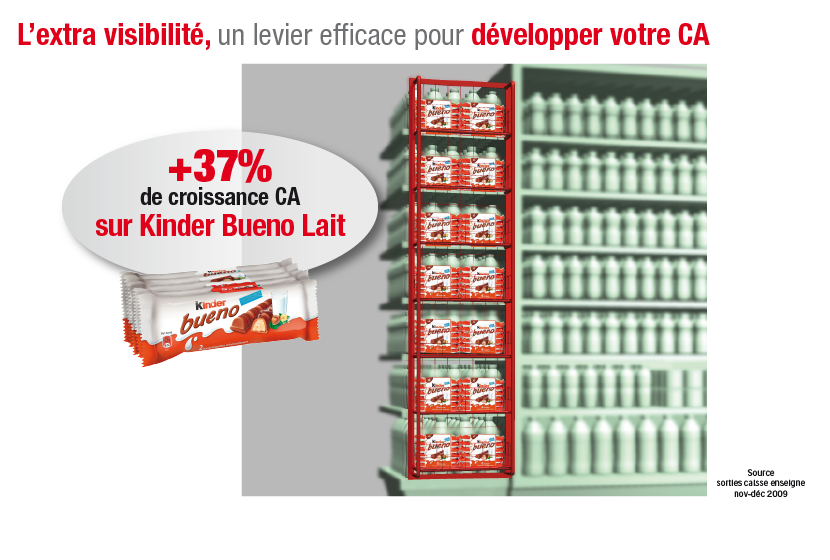 L'extra visibilité, un levier efficace pour développer votre CA
+37%
de croissance CA
sur Kinder Bueno Lait
Kinder
bueno
Source
sorties caisse enseigne
nov-déc 2009